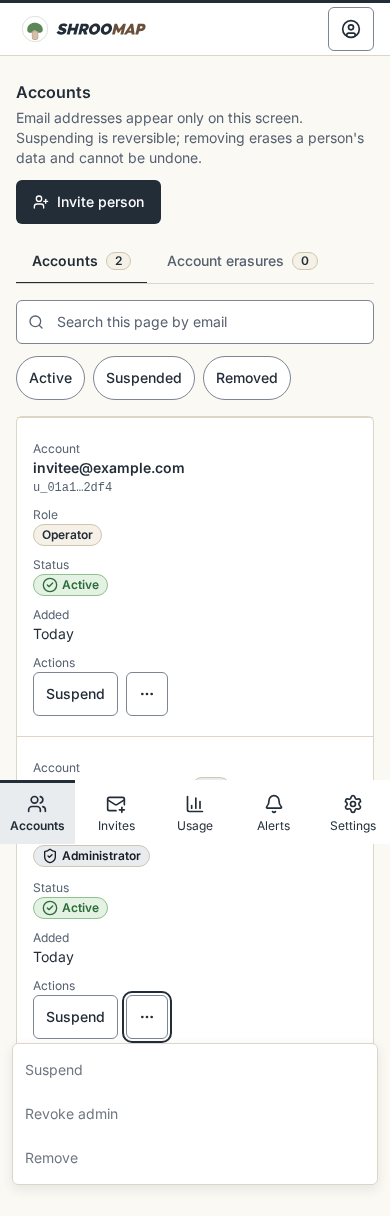 SHROOMAP
Accounts
Email addresses appear only on this screen.
Suspending is reversible; removing erases a person's
data and cannot be undone.
Invite person
Accounts 2 Account erasures 0
Search this page by email
Active Suspended Removed
Account
invitee@example.com
u_01a1…2df4
Role
Operator
Status
Active
Added
Today
Actions
Suspend ...
Account
Accounts Invites Usage Alerts Settings
Administrator
Status
Active
Added
Today
Actions
Suspend ...
Suspend
Revoke admin
Remove